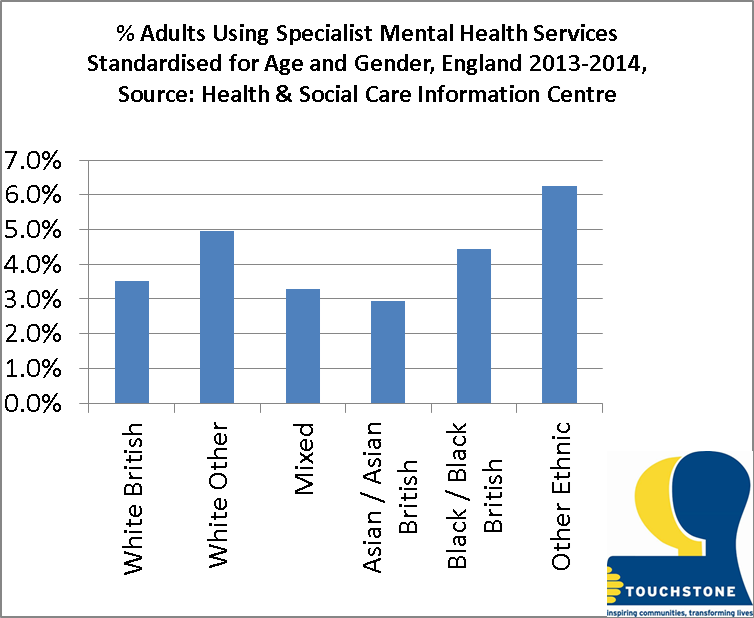 % Adults Using Specialist Mental Health Services
Standardised for Age and Gender, England 2013-2014,
Source: Health & Social Care Information Centre
7.0%
6.0%
5.0%
4.0%
3.0%
2.0%
1.0%
0.0%
White British
White Other
Mixed
Asian / Asian
British
Black / Black
British
Other Ethnic
TOUCHSTONE
Inspiring communities, transforming lives